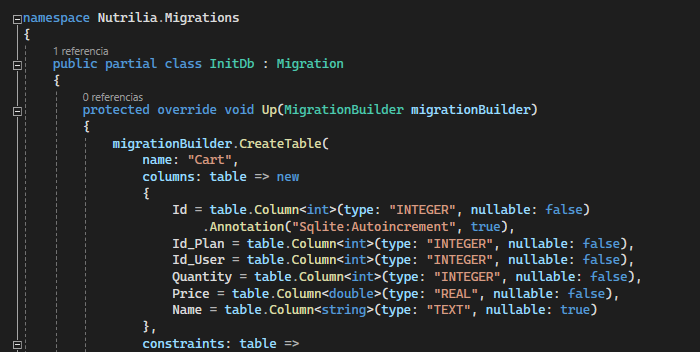 namespace Nutrilia.Migrations
{
1 referencia
public partial class InitDb : Migration
{
0 referencias
protected override void Up(MigrationBuilder migrationBuilder)
{
migrationBuilder.CreateTable(
name: "Cart",
columns: table => new
{
Id = table.Column<int>(type: "INTEGER", nullable: false)
.Annotation("Sqlite:Autoincrement", true),
Id_Plan = table.Column<int>(type: "INTEGER", nullable: false),
Id_User = table.Column<int>(type: "INTEGER", nullable: false),
Quantity = table.Column<int>(type: "INTEGER", nullable: false),
Price = table.Column<double>(type: "REAL", nullable: false),
Name = table.Column<string>(type: "TEXT", nullable: true)
},
constraints: table =>